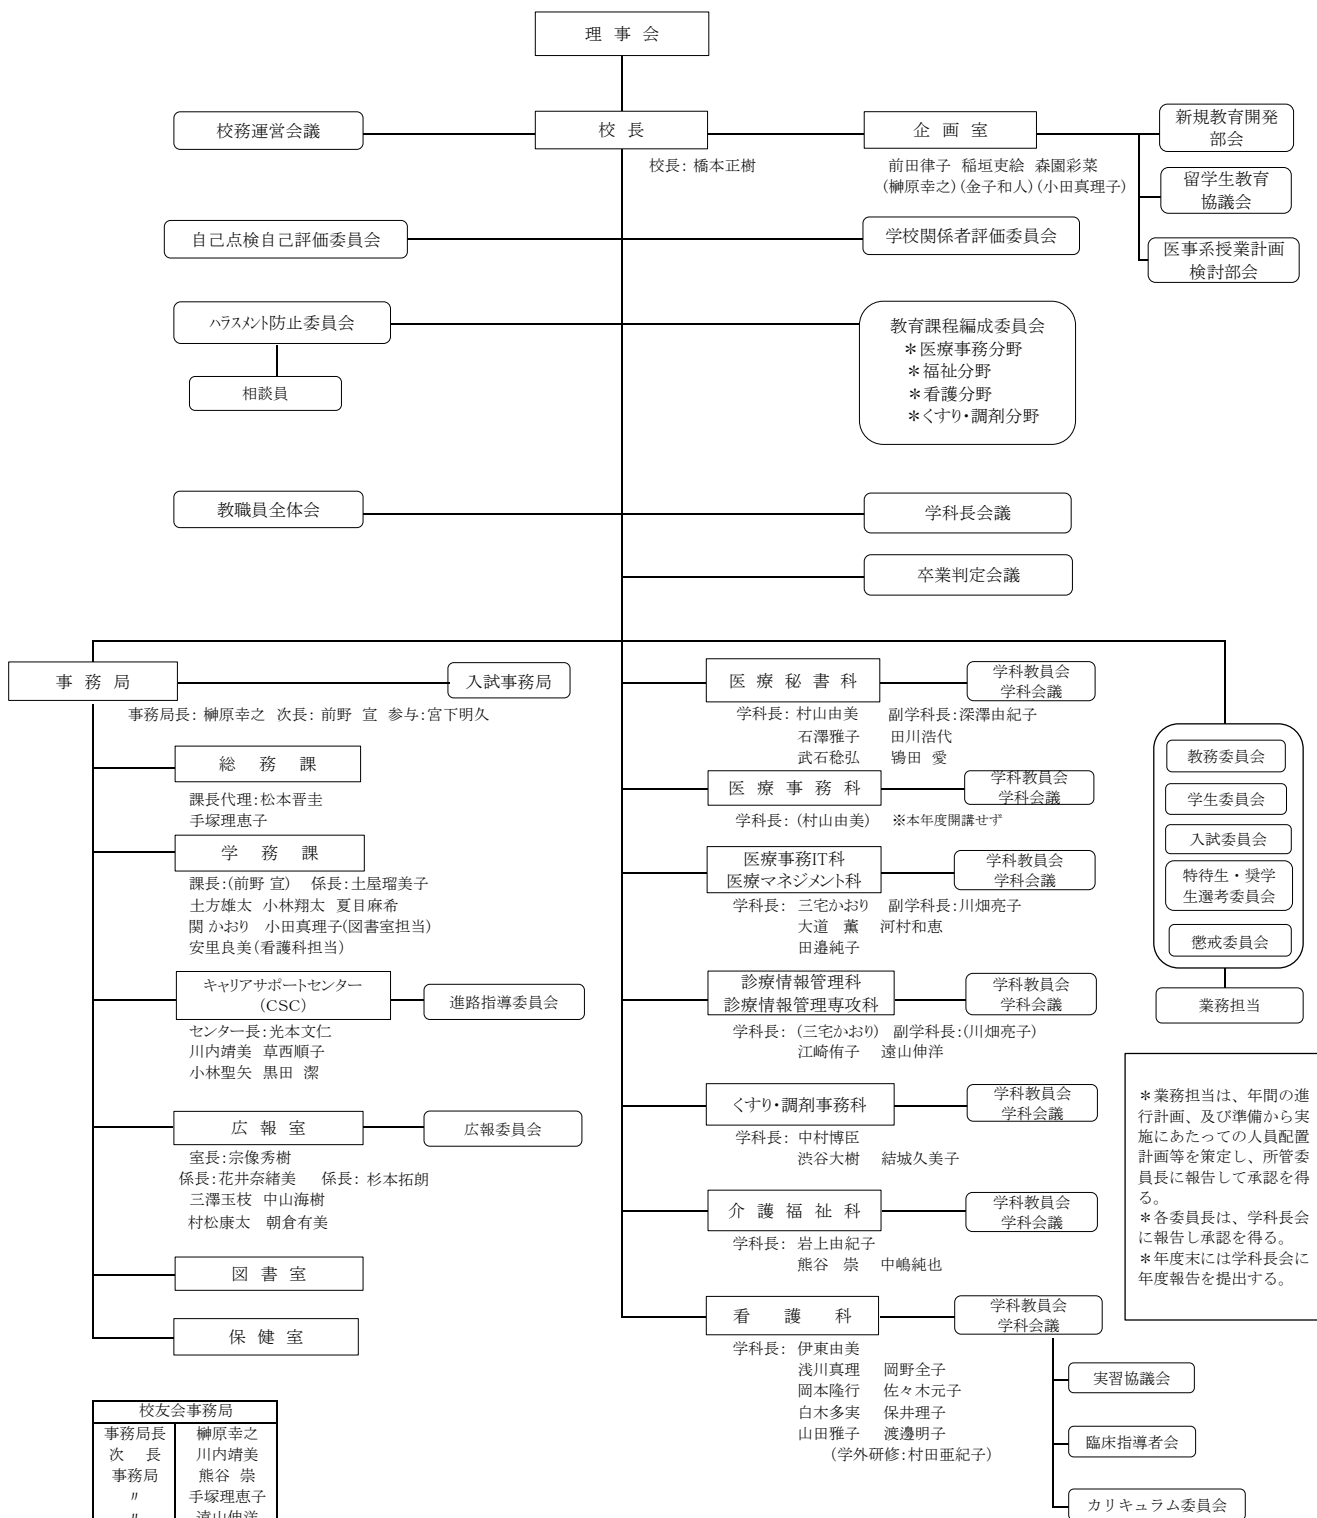 理 事 会
校務運営会議
校 長
企 画 室
新規教育開発
部会
校長: 橋本正樹
前田律子 稲垣吏絵 森園彩菜
(榊原幸之)(金子和人)(小田真理子)
留学生教育
協議会
医事系授業計画
検討部会
自己点検自己評価委員会
学校関係者評価委員会
ハラスメント防止委員会
相談員
教育課程編成委員会
＊医療事務分野
＊福祉分野
＊看護分野
＊くすり・調剤分野
教職員全体会
学科長会議
卒業判定会議
事 務 局
入試事務局
事務局長: 榊原幸之 次長: 前野 宣 参与:宮下明久
総 務 課
課長代理:松本晋圭
手塚理恵子
学 務 課
課長:(前野 宣) 係長:土屋瑠美子
土方雄太 小林翔太 夏目麻希
関 かおり 小田真理子(図書室担当)
安里良美(看護科担当)
キャリアサポートセンター
(CSC)
進路指導委員会
センター長:光本文仁
川内靖美 草西順子
小林聖矢 黒田 潔
広 報 室
広報委員会
室長:宗像秀樹
係長:花井奈緒美 係長: 杉本拓朗
三澤玉枝 中山海樹
村松康太 朝倉有美
図 書 室
保 健 室
校友会事務局
事務局長 榊原幸之
次 長 川内靖美
事務局 熊谷 崇
〃 手塚理恵子
〃 遠山伸洋
医 療 秘 書 科
学科教員会
学科会議
学科長: 村山由美 副学科長:深澤由紀子
石澤雅子 田川浩代
武石稔弘 鴇田 愛
医 療 事 務 科
学科教員会
学科会議
学科長: (村山由美) ※本年度開講せず
医療事務IT科
医療マネジメント科
学科教員会
学科会議
学科長: 三宅かおり 副学科長:川畑亮子
大道 薫 河村和恵
田邉純子
診療情報管理科
診療情報管理専攻科
学科教員会
学科会議
学科長: (三宅かおり) 副学科長:(川畑亮子)
江崎侑子 遠山伸洋
くすり・調剤事務科
学科教員会
学科会議
学科長: 中村博臣
渋谷大樹 結城久美子
介 護 福 祉 科
学科教員会
学科会議
学科長: 岩上由紀子
熊谷 崇 中嶋純也
看 護 科
学科教員会
学科会議
学科長: 伊東由美
浅川真理 岡野全子
岡本隆行 佐々木元子
白木多実 保井理子
山田雅子 渡邊明子
(学外研修:村田亜紀子)
実習協議会
臨床指導者会
カリキュラム委員会
教務委員会
学生委員会
入試委員会
特待生・奨学
生選考委員会
懲戒委員会
業務担当
＊業務担当は、年間の進
行計画、及び準備から実
施にあたっての人員配置
計画等を策定し、所管委
員長に報告して承認を得
る。
＊各委員長は、学科長会
に報告し承認を得る。
＊年度末には学科長会に
年度報告を提出する。